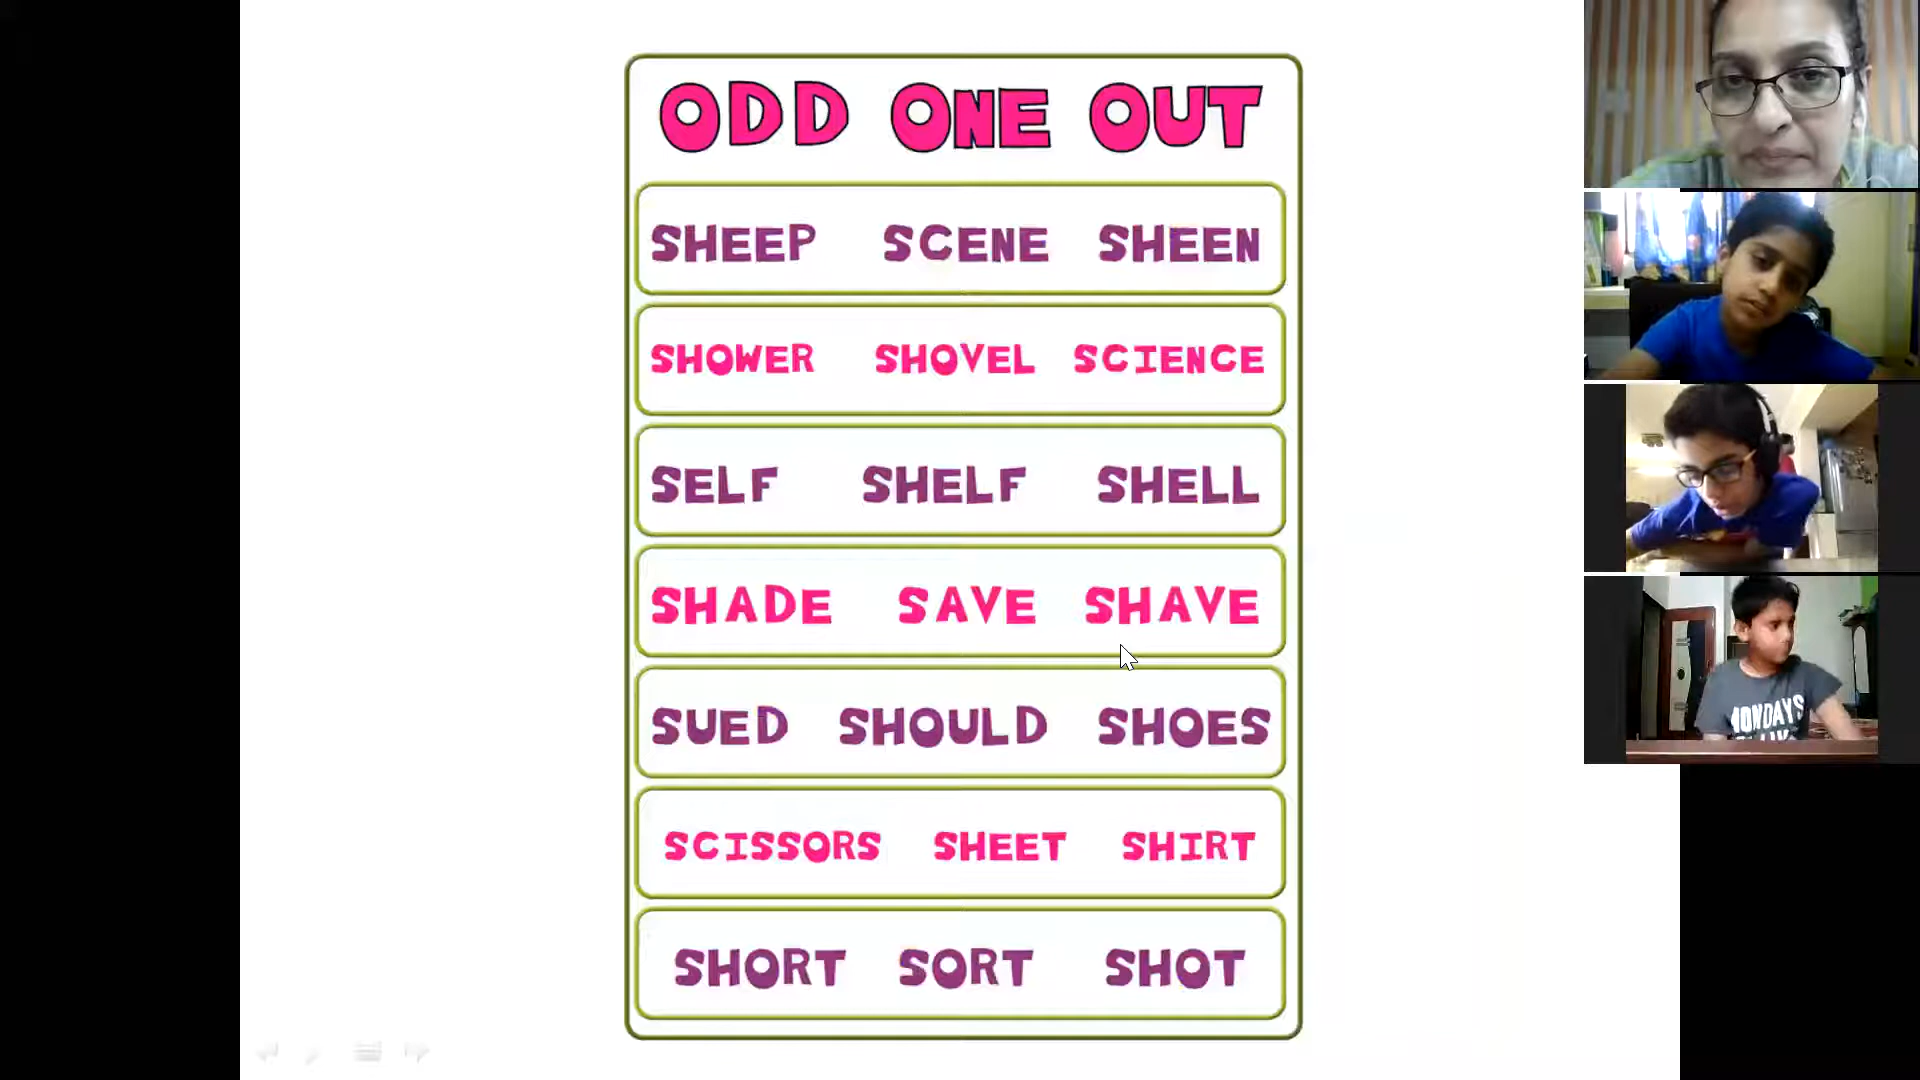 ODD ONE OUT
SHEEP SCENE SHEEN
SHOWER SHOVEL SCIENCE
SELF SHELF SHELL
SHADE SAVE SHAVE
SUED SHOULD SHOES
SCISSORS SHEET SHIRT
SHORT SORT SHOT
MONDAYS